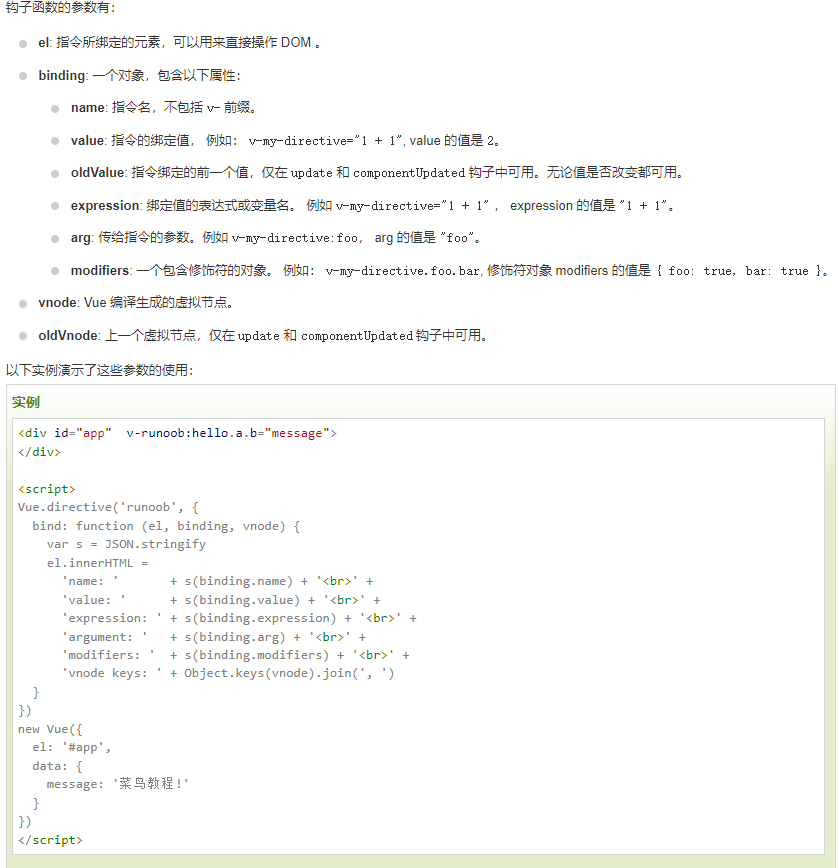 钩子函数的参数有：
el: 指令所绑定的元素，可以用来直接操作 DOM 。
binding: 一个对象，包含以下属性：
name: 指令名，不包括 v- 前缀。
value: 指令的绑定值， 例如： v-my-directive="1 + 1", value 的值是 2。
oldValue: 指令绑定的前一个值，仅在 update 和 componentUpdated 钩子中可用。无论值是否改变都可用。
expression: 绑定值的表达式或变量名。 例如 v-my-directive="1 + 1" ， expression 的值是 "1 + 1"。
arg: 传给指令的参数。例如 v-my-directive:foo， arg 的值是 "foo"。
modifiers: 一个包含修饰符的对象。 例如： v-my-directive.foo.bar, 修饰符对象 modifiers 的值是 { foo: true, bar: true }。
vnode: Vue 编译生成的虚拟节点。
oldVnode: 上一个虚拟节点，仅在 update 和 componentUpdated 钩子中可用。
以下实例演示了这些参数的使用：
实例
<div id="app"  v-runoob:hello.a.b="message">
</div>
<script>
Vue.directive('runoob', {
  bind: function (el, binding, vnode) {
    var s = JSON.stringify
    el.innerHTML =
      'name: '       + s(binding.name) + '<br>' +
      'value: '      + s(binding.value) + '<br>' +
      'expression: ' + s(binding.expression) + '<br>' +
      'argument: '   + s(binding.arg) + '<br>' +
      'modifiers: '  + s(binding.modifiers) + '<br>' +
      'vnode keys: ' + Object.keys(vnode).join(', ')
  }
})
new Vue({
  el: '#app',
  data: {
    message: '菜鸟教程!'
  }
})
</script>